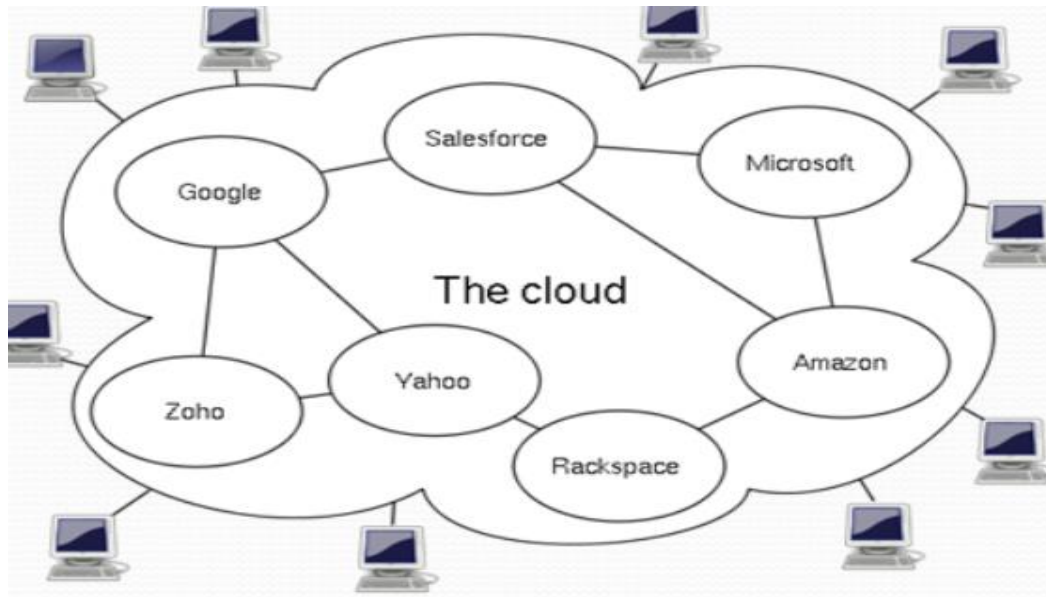 Salesforce
Microsoft
Google
The cloud
Amazon
Yahoo
Zoho
Rackspace